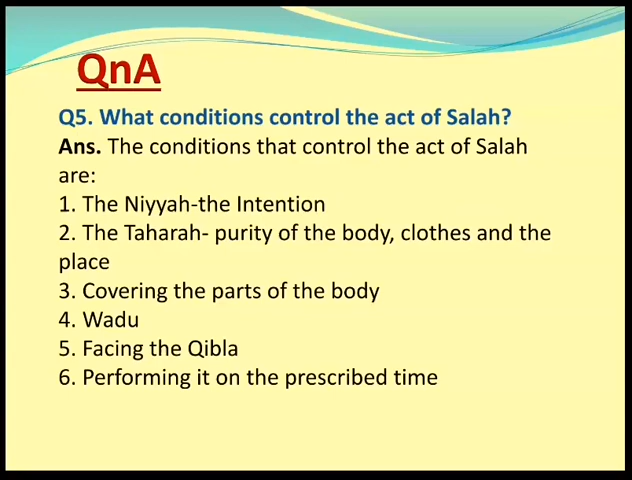 QnA
Q5. What conditions control the act of Salah?
Ans. The conditions that control the act of Salah
are:
1. The Niyyah-the Intention
2. The Taharah- purity of the body, clothes and the
place
3. Covering the parts of the body
4. Wadu
5. Facing the Qibla
6. Performing it on the prescribed time